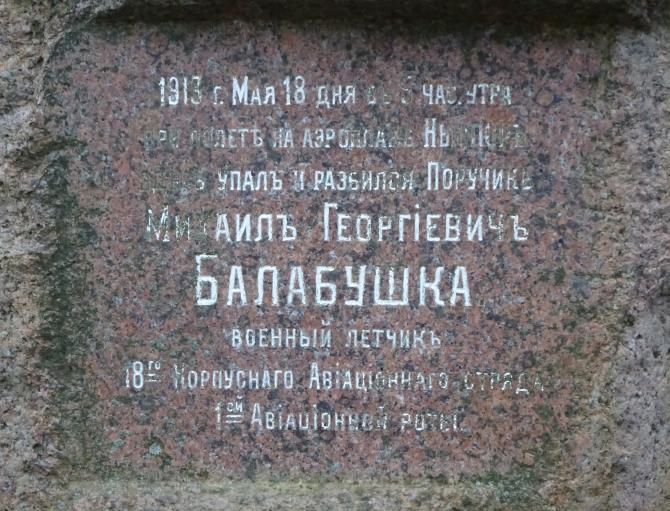 1913 г. Мая 18 дня въ 5 час. утра
при полетѣ на аэропланѣ Ньюпоръ
здѣсь упалъ и разбился Поручикъ
Михаилъ Георгіевичъ
Балабушка
военный летчикъ
18го Корпуснаго Авіаціоннаго отряда
1ой Авіаціонной роты.